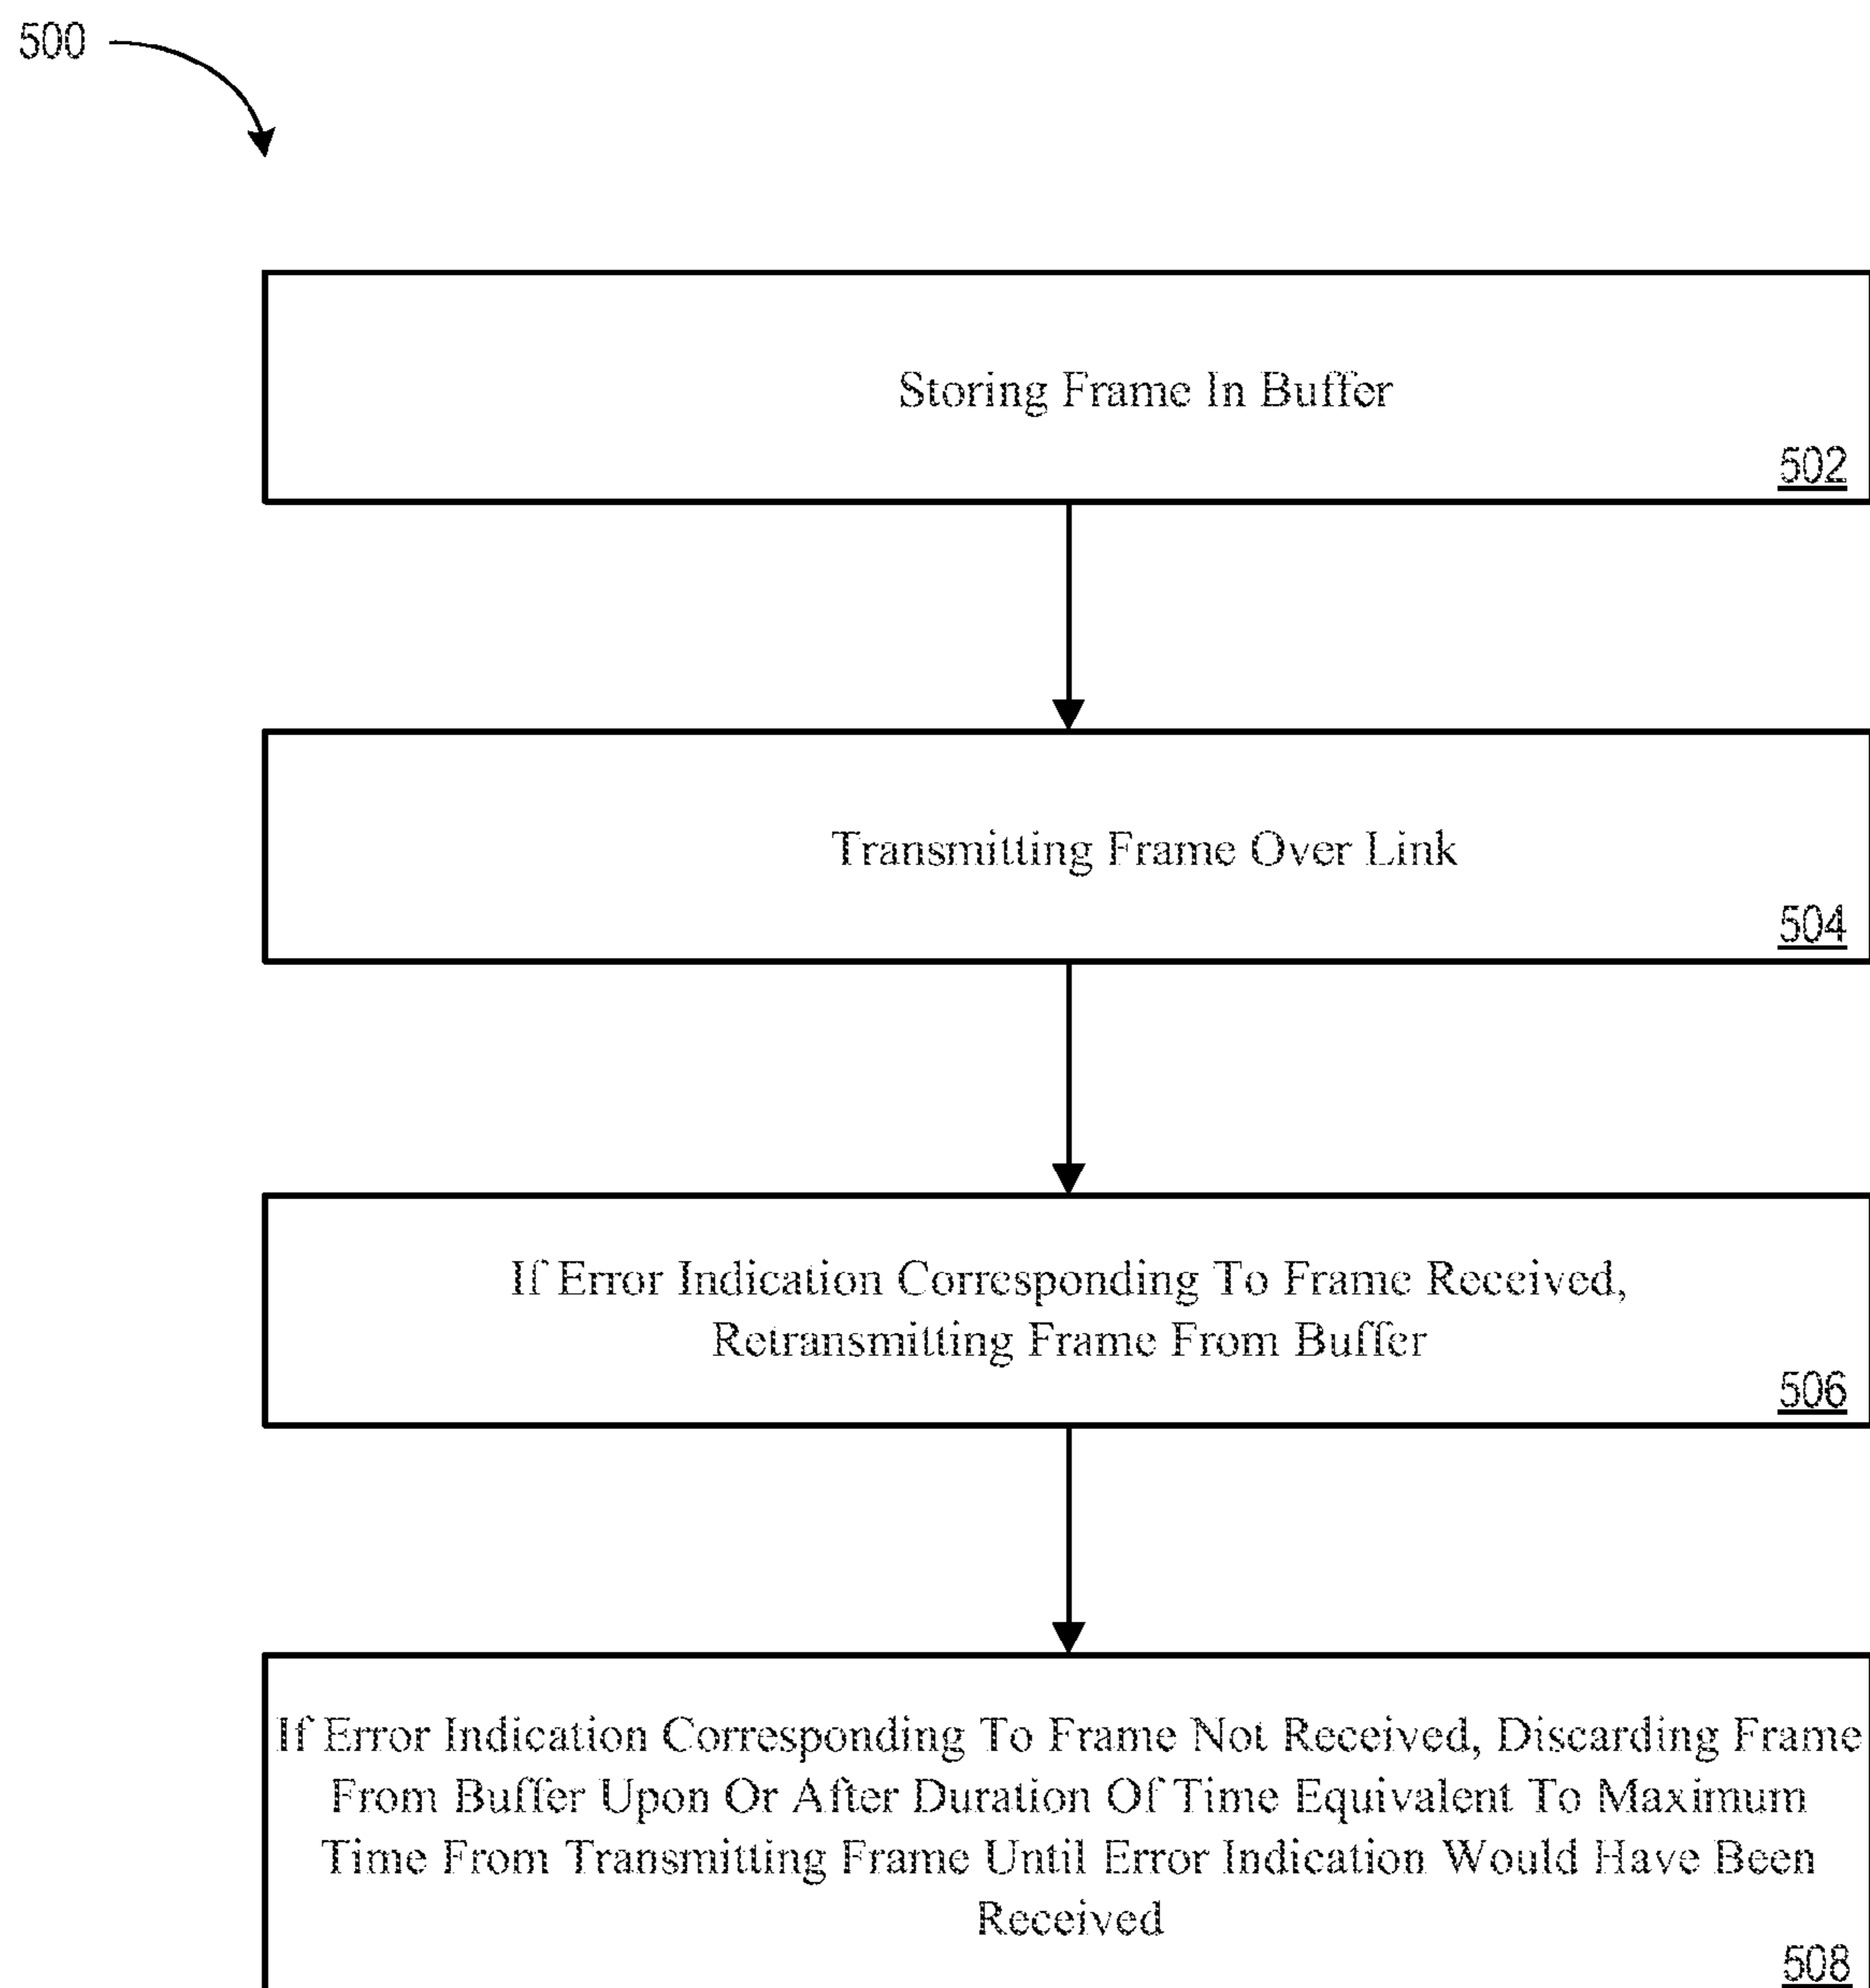 500
Storing Frame In Buffer
502
Transmitting Frame Over Link
504
If Error Indication Corresponding To Frame Received,
Retransmitting Frame From Buffer
506
If Error Indication Corresponding To Frame Not Received, Discarding Frame
From Buffer Upon Or After Duration Of Time Equivalent To Maximum
Time From Transmitting Frame Until Error Indication Would Have Been
Received
508